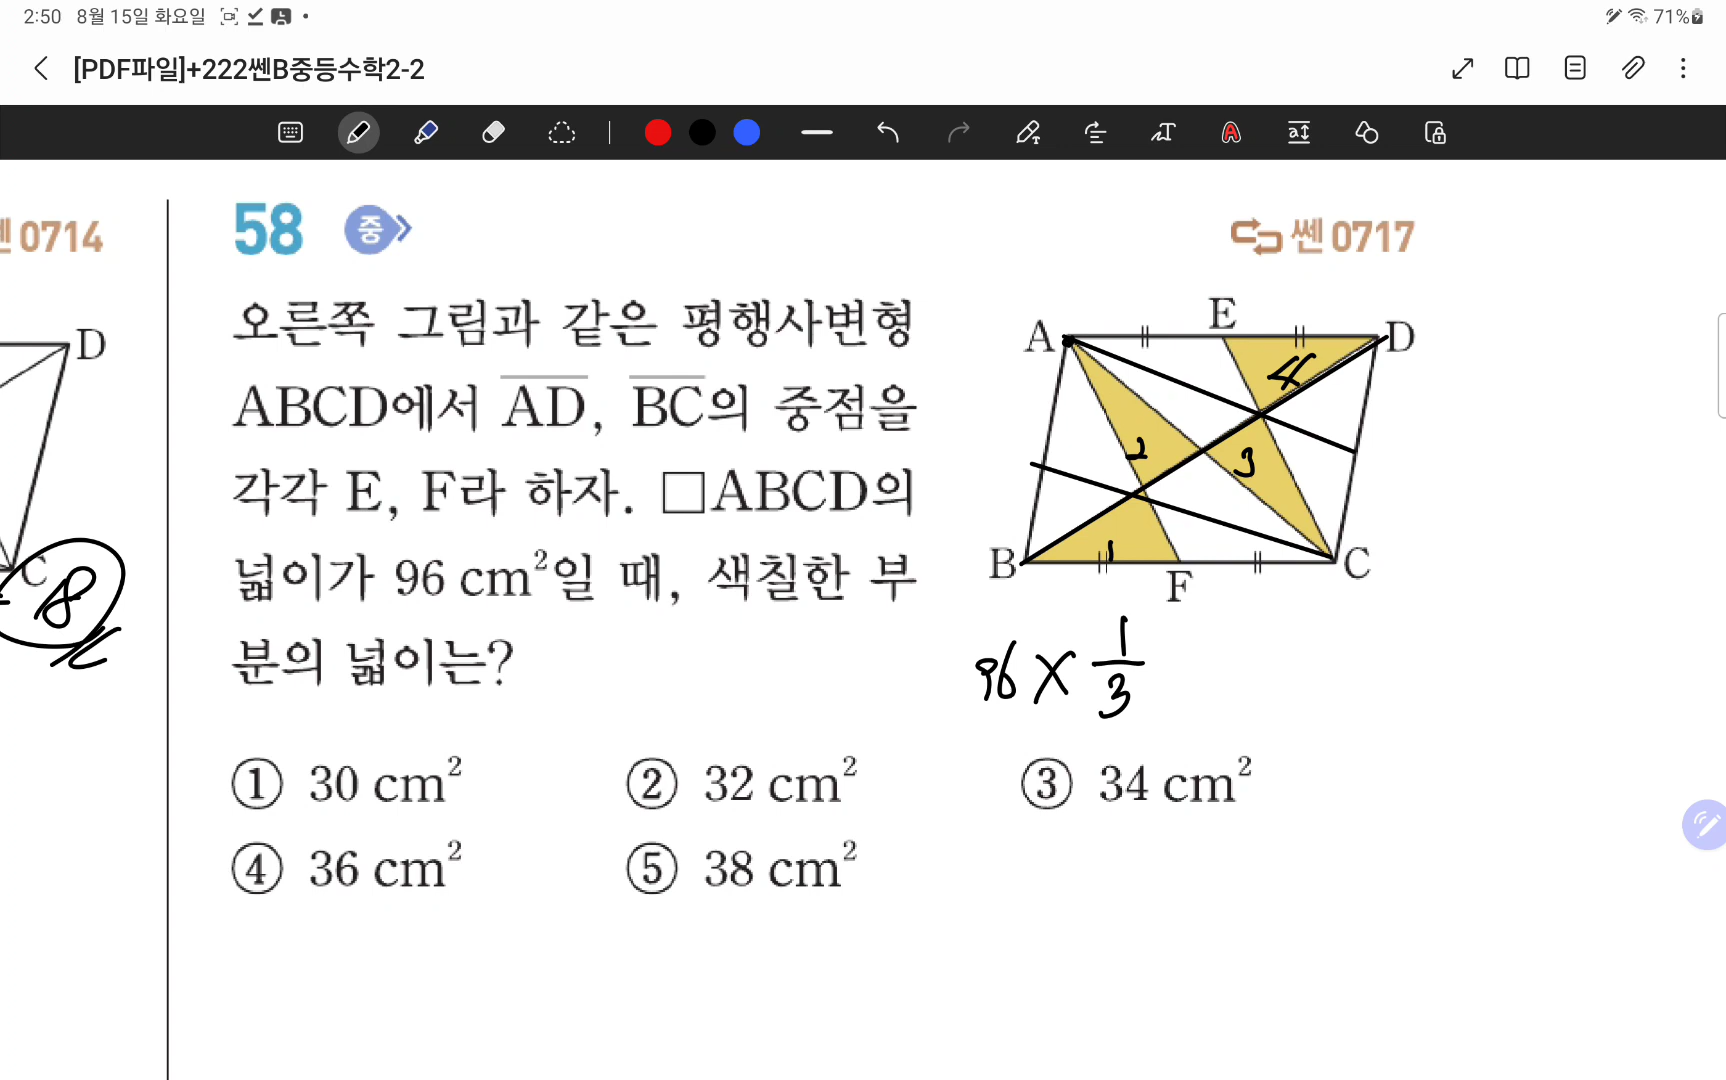 2:50 8월 15일 화요일
71%
[PDF파일]+222쎈B중등수학2-2
쎈 0714
D
C
8
58 중
쎈 0717
오른쪽 그림과 같은 평행사변형
ABCD에서 AD, BC의 중점을
각각 E, F라 하자. □ABCD의
넓이가 96 cm²일 때, 색칠한 부
분의 넓이는?
A E D
4
2 3
1
B F C
96 × 1/3
① 30 cm² ② 32 cm² ③ 34 cm²
④ 36 cm² ⑤ 38 cm²